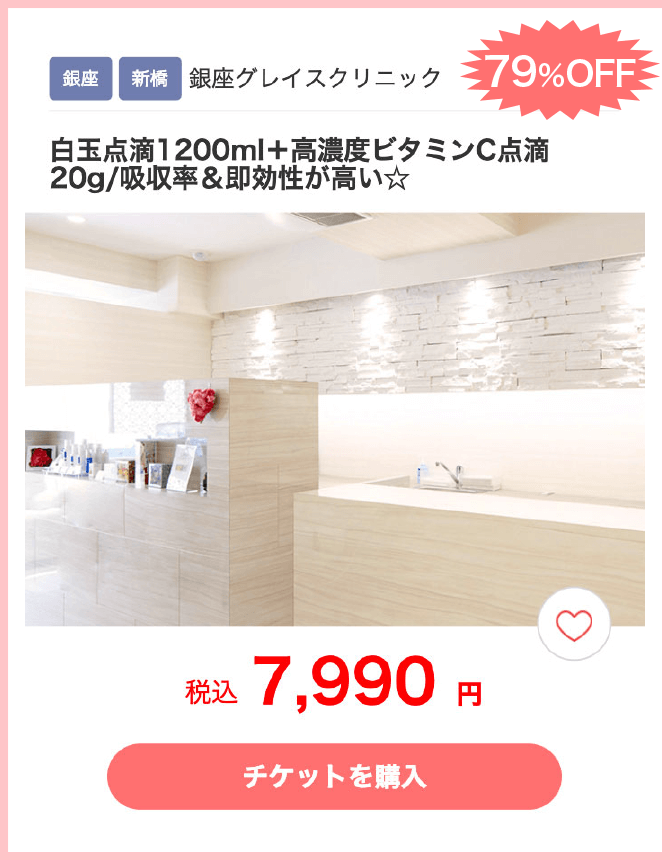 銀座 新橋 銀座グレイスクリニック
79%OFF
白玉点滴1200ml＋高濃度ビタミンC点滴
20g/吸収率＆即効性が高い☆
税込 7,990 円
チケットを購入